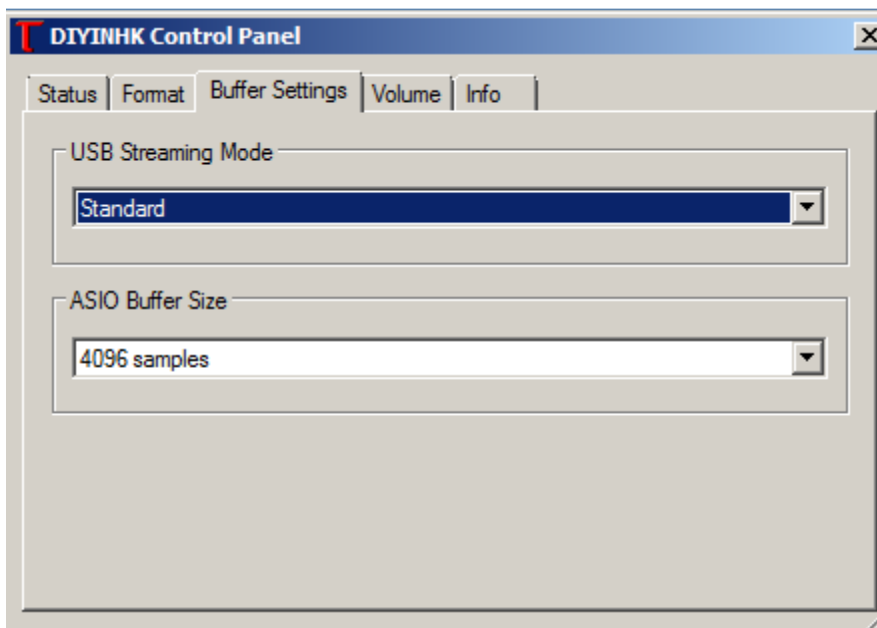 DIYINHK Control Panel
Status Format Buffer Settings Volume Info
USB Streaming Mode
Standard
ASIO Buffer Size
4096 samples